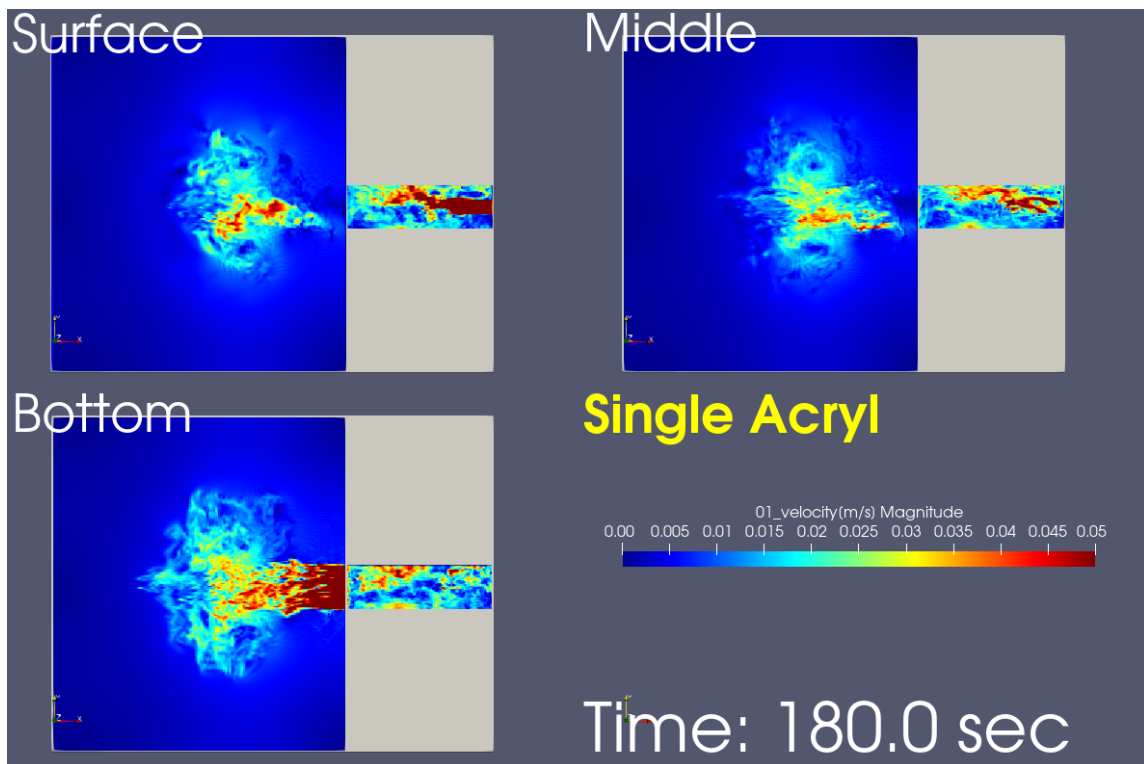 Surface
Middle
Bottom
Single Acryl
01_velocity(m/s) Magnitude
0.00 0.005 0.01 0.015 0.02 0.025 0.03 0.035 0.04 0.045 0.05
Time: 180.0 sec
Z X
Z X
Z X